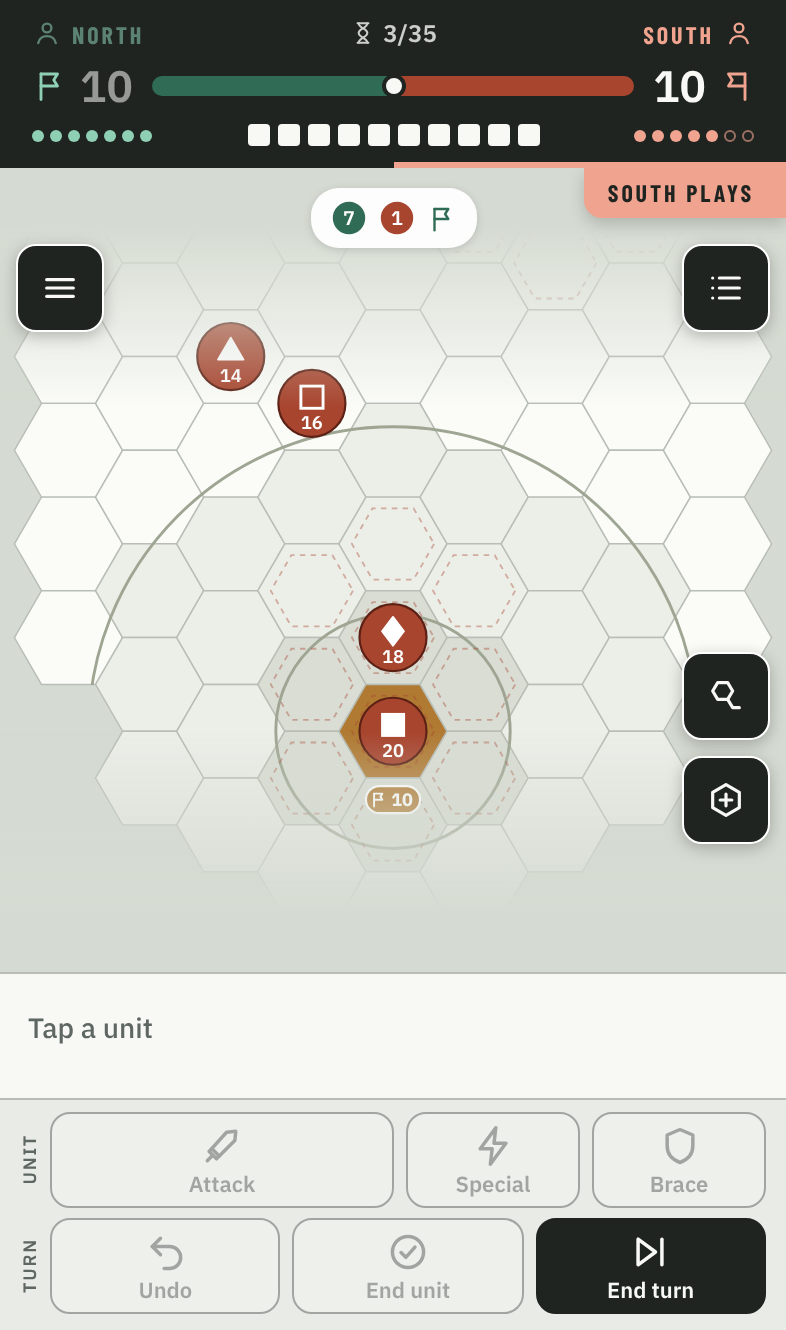 NORTH 3/35 SOUTH
10 10
SOUTH PLAYS
7 1
14
16
18
20
10
Tap a unit
UNIT
Attack Special Brace
TURN
Undo End unit End turn